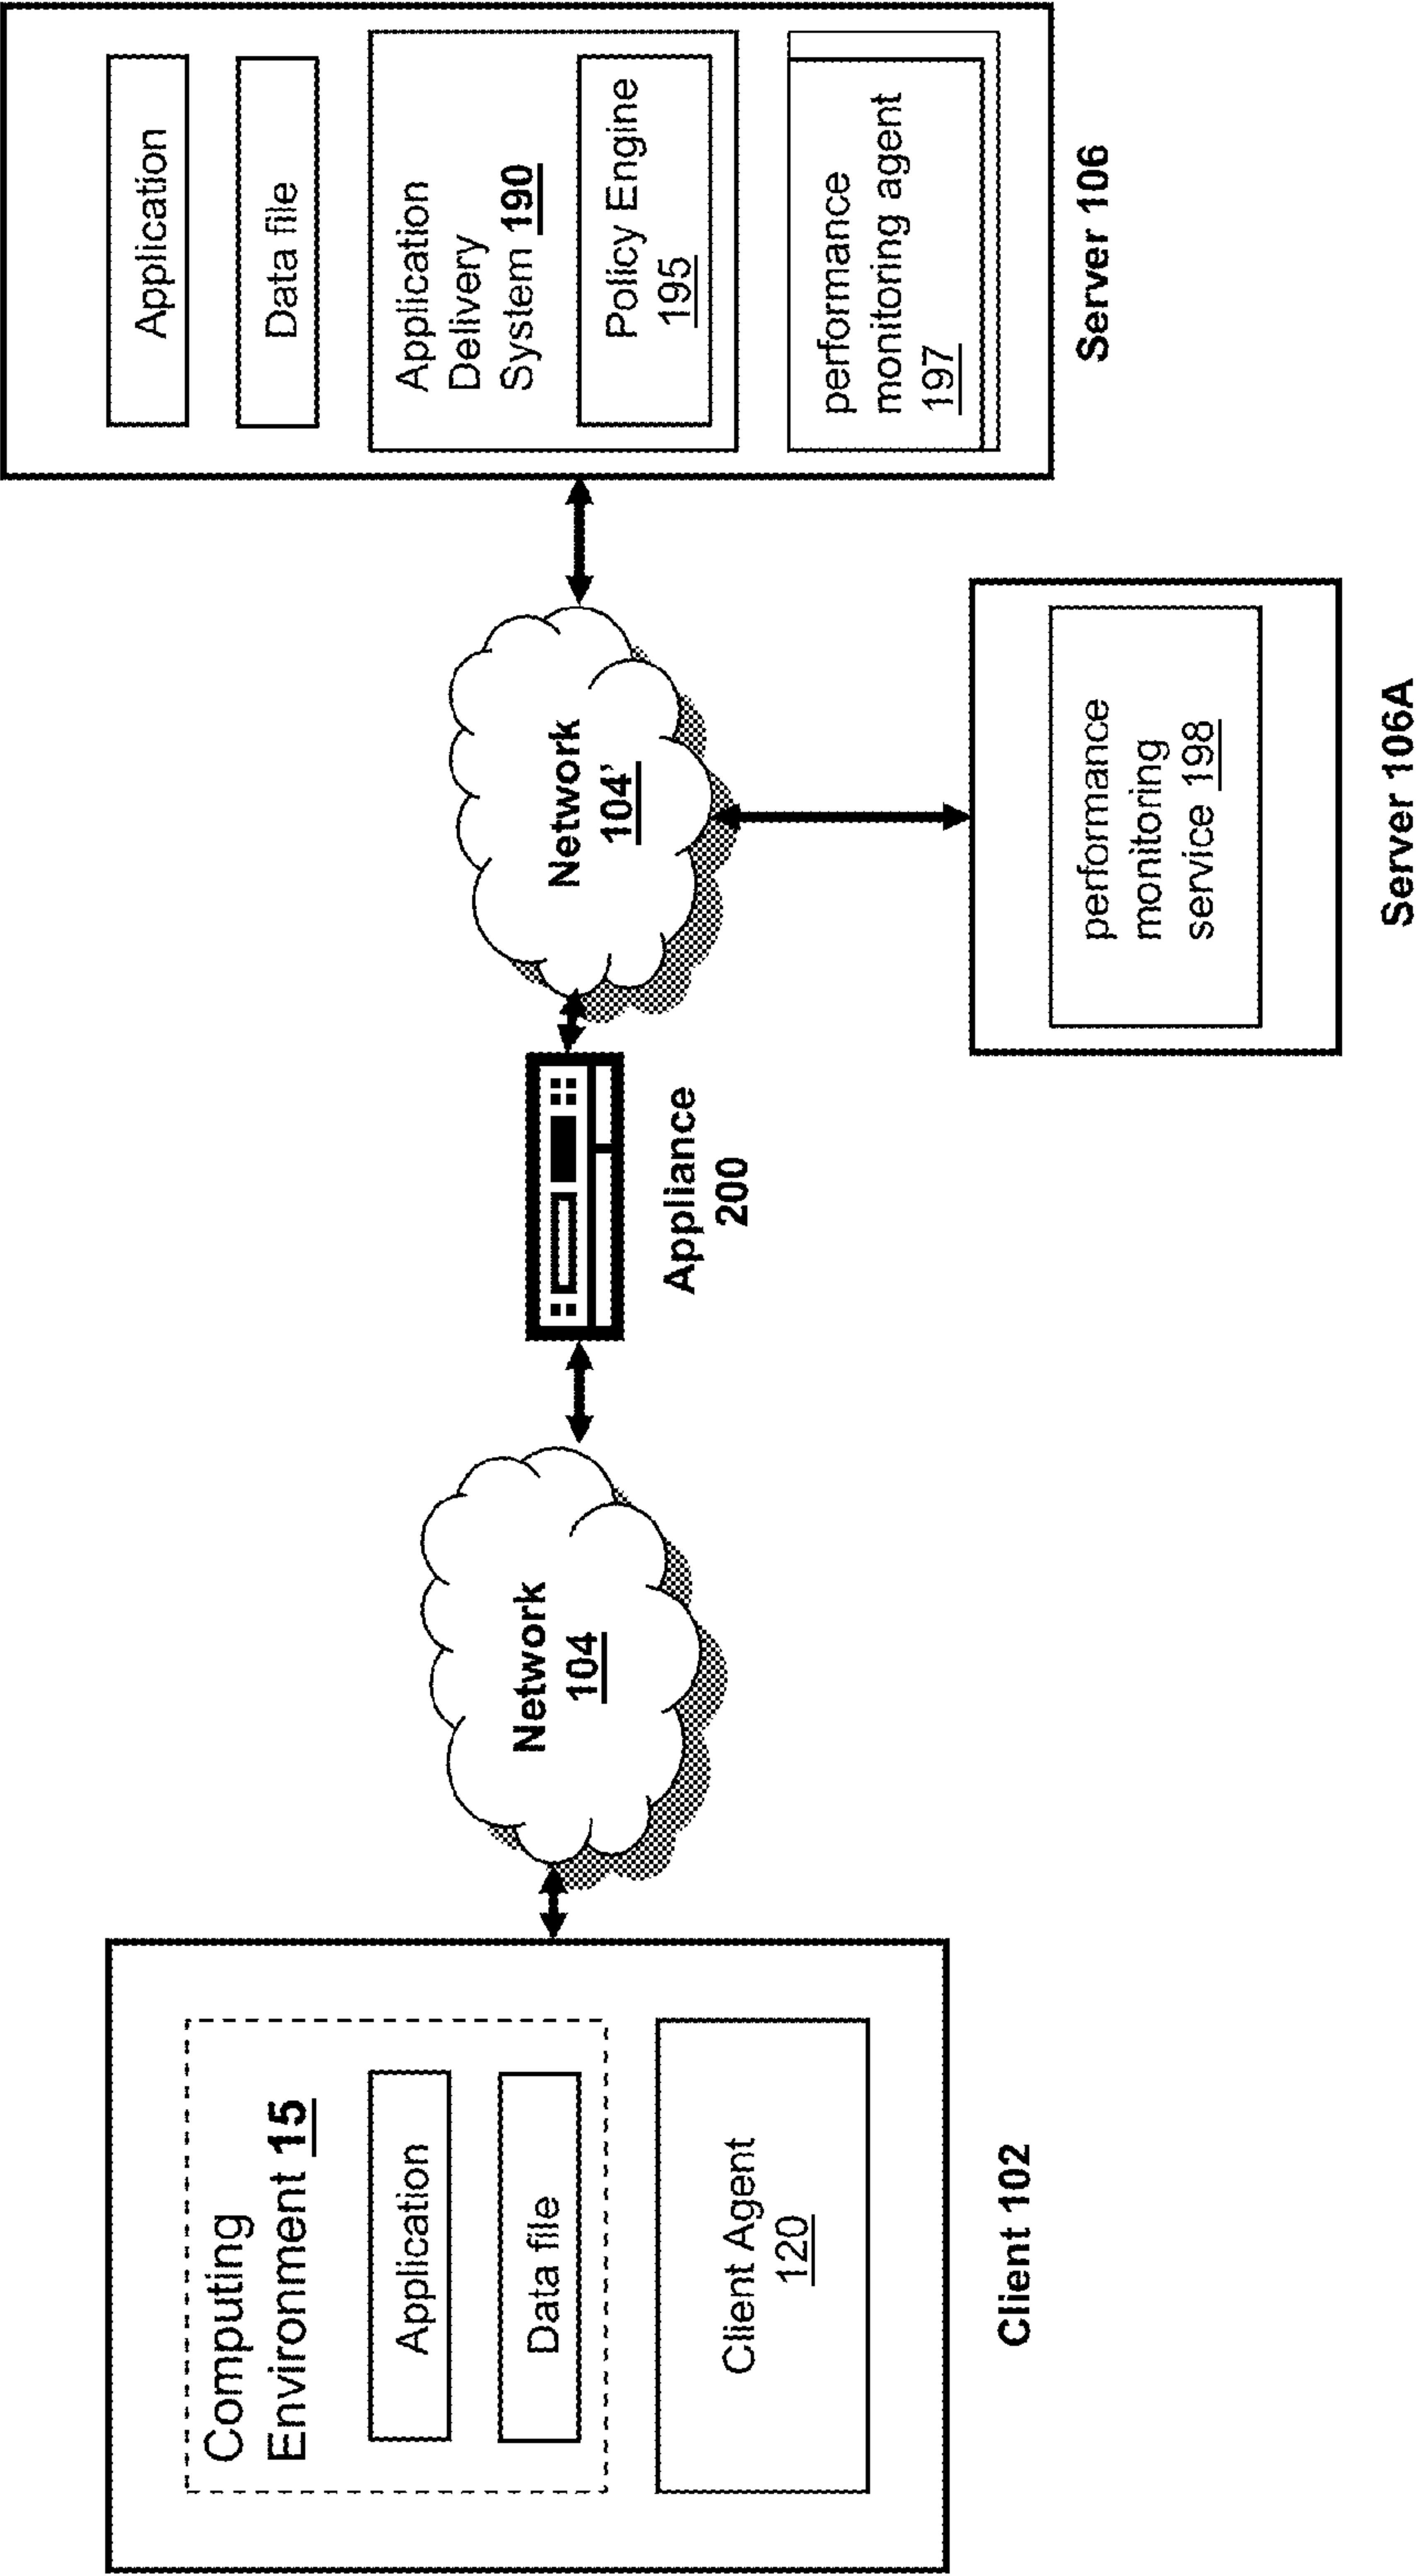 Computing
Environment 15
Application
Data file
Client Agent
120
Client 102
Network
104
Appliance
200
Network
104’
performance
monitoring
service 198
Server 106A
Application
Data file
Application
Delivery
System 190
Policy Engine
195
performance
monitoring agent
197
Server 106